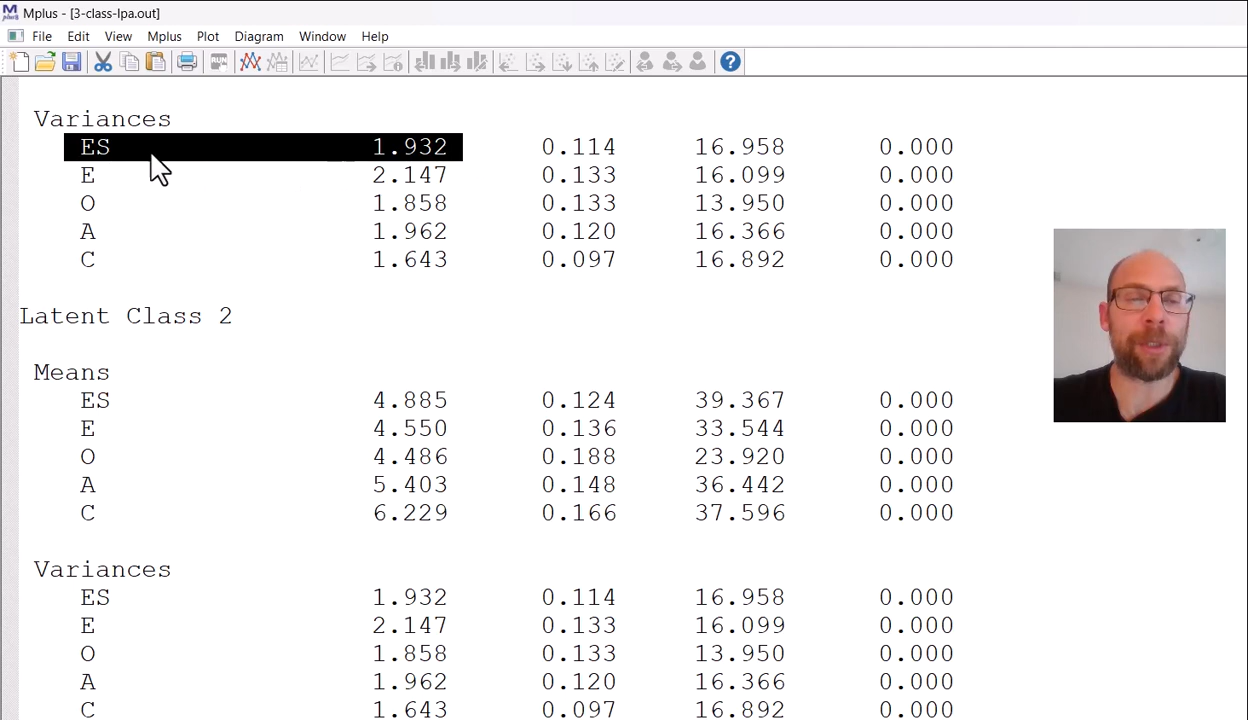 Mplus - [3-class-lpa.out]
File Edit View Mplus Plot Diagram Window Help
RUN
Variances
ES 1.932 0.114 16.958 0.000
E 2.147 0.133 16.099 0.000
O 1.858 0.133 13.950 0.000
A 1.962 0.120 16.366 0.000
C 1.643 0.097 16.892 0.000
Latent Class 2
Means
ES 4.885 0.124 39.367 0.000
E 4.550 0.136 33.544 0.000
O 4.486 0.188 23.920 0.000
A 5.403 0.148 36.442 0.000
C 6.229 0.166 37.596 0.000
Variances
ES 1.932 0.114 16.958 0.000
E 2.147 0.133 16.099 0.000
O 1.858 0.133 13.950 0.000
A 1.962 0.120 16.366 0.000
C 1.643 0.097 16.892 0.000